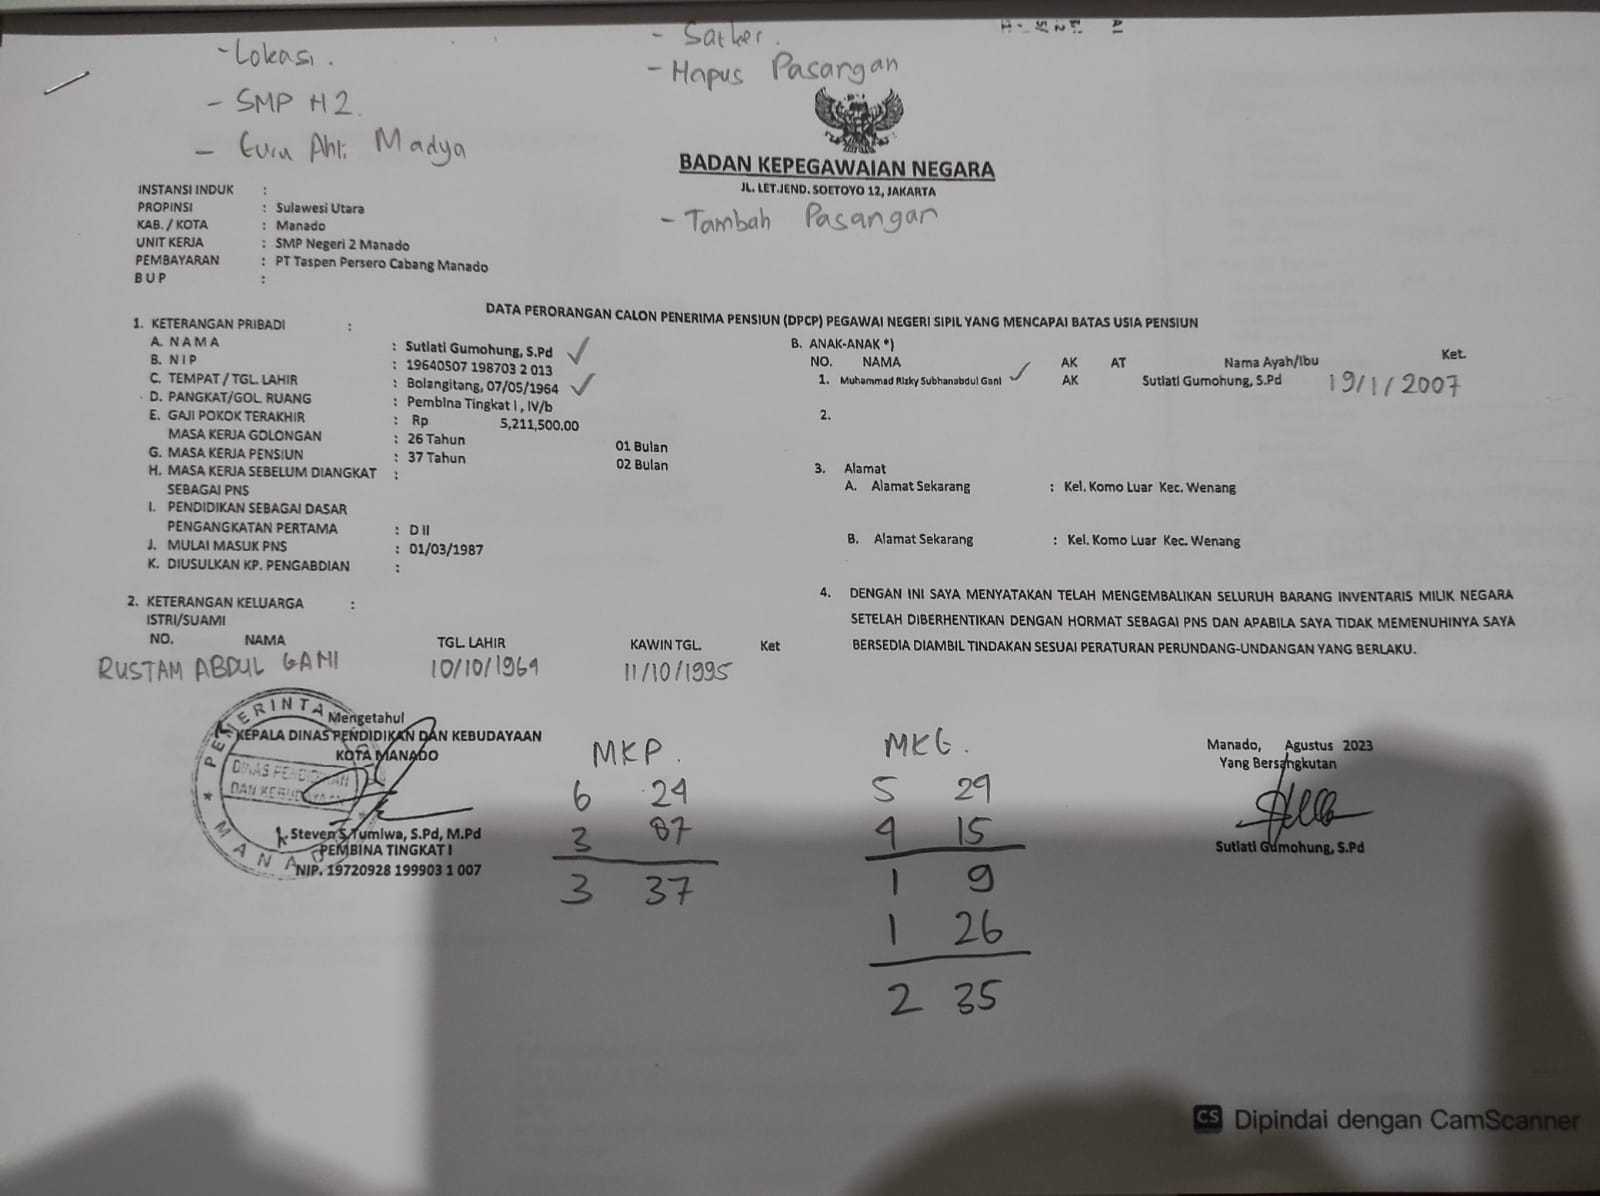 - Lokasi.
- SMP N 2.
- Guru Ahli Madya
- Satker.
- Hapus Pasangan
BADAN KEPEGAWAIAN NEGARA
JL. LET.JEND. SOETOYO 12, JAKARTA
- Tambah Pasangan
INSTANSI INDUK :
PROPINSI : Sulawesi Utara
KAB. / KOTA : Manado
UNIT KERJA : SMP Negeri 2 Manado
PEMBAYARAN : PT Taspen Persero Cabang Manado
B U P :
DATA PERORANGAN CALON PENERIMA PENSIUN (DPCP) PEGAWAI NEGERI SIPIL YANG MENCAPAI BATAS USIA PENSIUN
1. KETERANGAN PRIBADI :
A. N A M A : Sutiati Gumohung, S.Pd ✓
B. N I P : 19640507 198703 2 013
C. TEMPAT / TGL. LAHIR : Bolangitang, 07/05/1964 ✓
D. PANGKAT/GOL. RUANG : Pembina Tingkat I , IV/b
E. GAJI POKOK TERAKHIR : Rp 5,211,500.00
MASA KERJA GOLONGAN : 26 Tahun 01 Bulan
G. MASA KERJA PENSIUN : 37 Tahun 02 Bulan
H. MASA KERJA SEBELUM DIANGKAT :
SEBAGAI PNS
I. PENDIDIKAN SEBAGAI DASAR
PENGANGKATAN PERTAMA : D II
J. MULAI MASUK PNS : 01/03/1987
K. DIUSULKAN KP. PENGABDIAN :
2. KETERANGAN KELUARGA :
ISTRI/SUAMI
NO. NAMA TGL. LAHIR KAWIN TGL. Ket
RUSTAM ABDUL GANI 10/10/1969 11/10/1995
B. ANAK-ANAK *)
NO. NAMA AK AT Nama Ayah/Ibu Ket.
1. Muhammad Rizky Subhanabdul Gani ✓ AK Sutiati Gumohung, S.Pd 19/1/2007
2.
3. Alamat
A. Alamat Sekarang : Kel. Komo Luar Kec. Wenang
B. Alamat Sekarang : Kel. Komo Luar Kec. Wenang
4. DENGAN INI SAYA MENYATAKAN TELAH MENGEMBALIKAN SELURUH BARANG INVENTARIS MILIK NEGARA
SETELAH DIBERHENTIKAN DENGAN HORMAT SEBAGAI PNS DAN APABILA SAYA TIDAK MEMENUHINYA SAYA
BERSEDIA DIAMBIL TINDAKAN SESUAI PERATURAN PERUNDANG-UNDANGAN YANG BERLAKU.
Mengetahui
KEPALA DINAS PENDIDIKAN DAN KEBUDAYAAN
KOTA MANADO
PEMERINTA
DINAS PENDIDIKAN
DAN KEBUDAYAAN
MANADO
Steven S Tumiwa, S.Pd, M.Pd
PEMBINA TINGKAT I
NIP. 19720928 199903 1 007
MKP.
6 24
3 87
3 37
MKG.
5 29
4 15
1 9
1 26
2 35
Manado, Agustus 2023
Yang Bersangkutan
Sutiati Gumohung, S.Pd
CS Dipindai dengan CamScanner